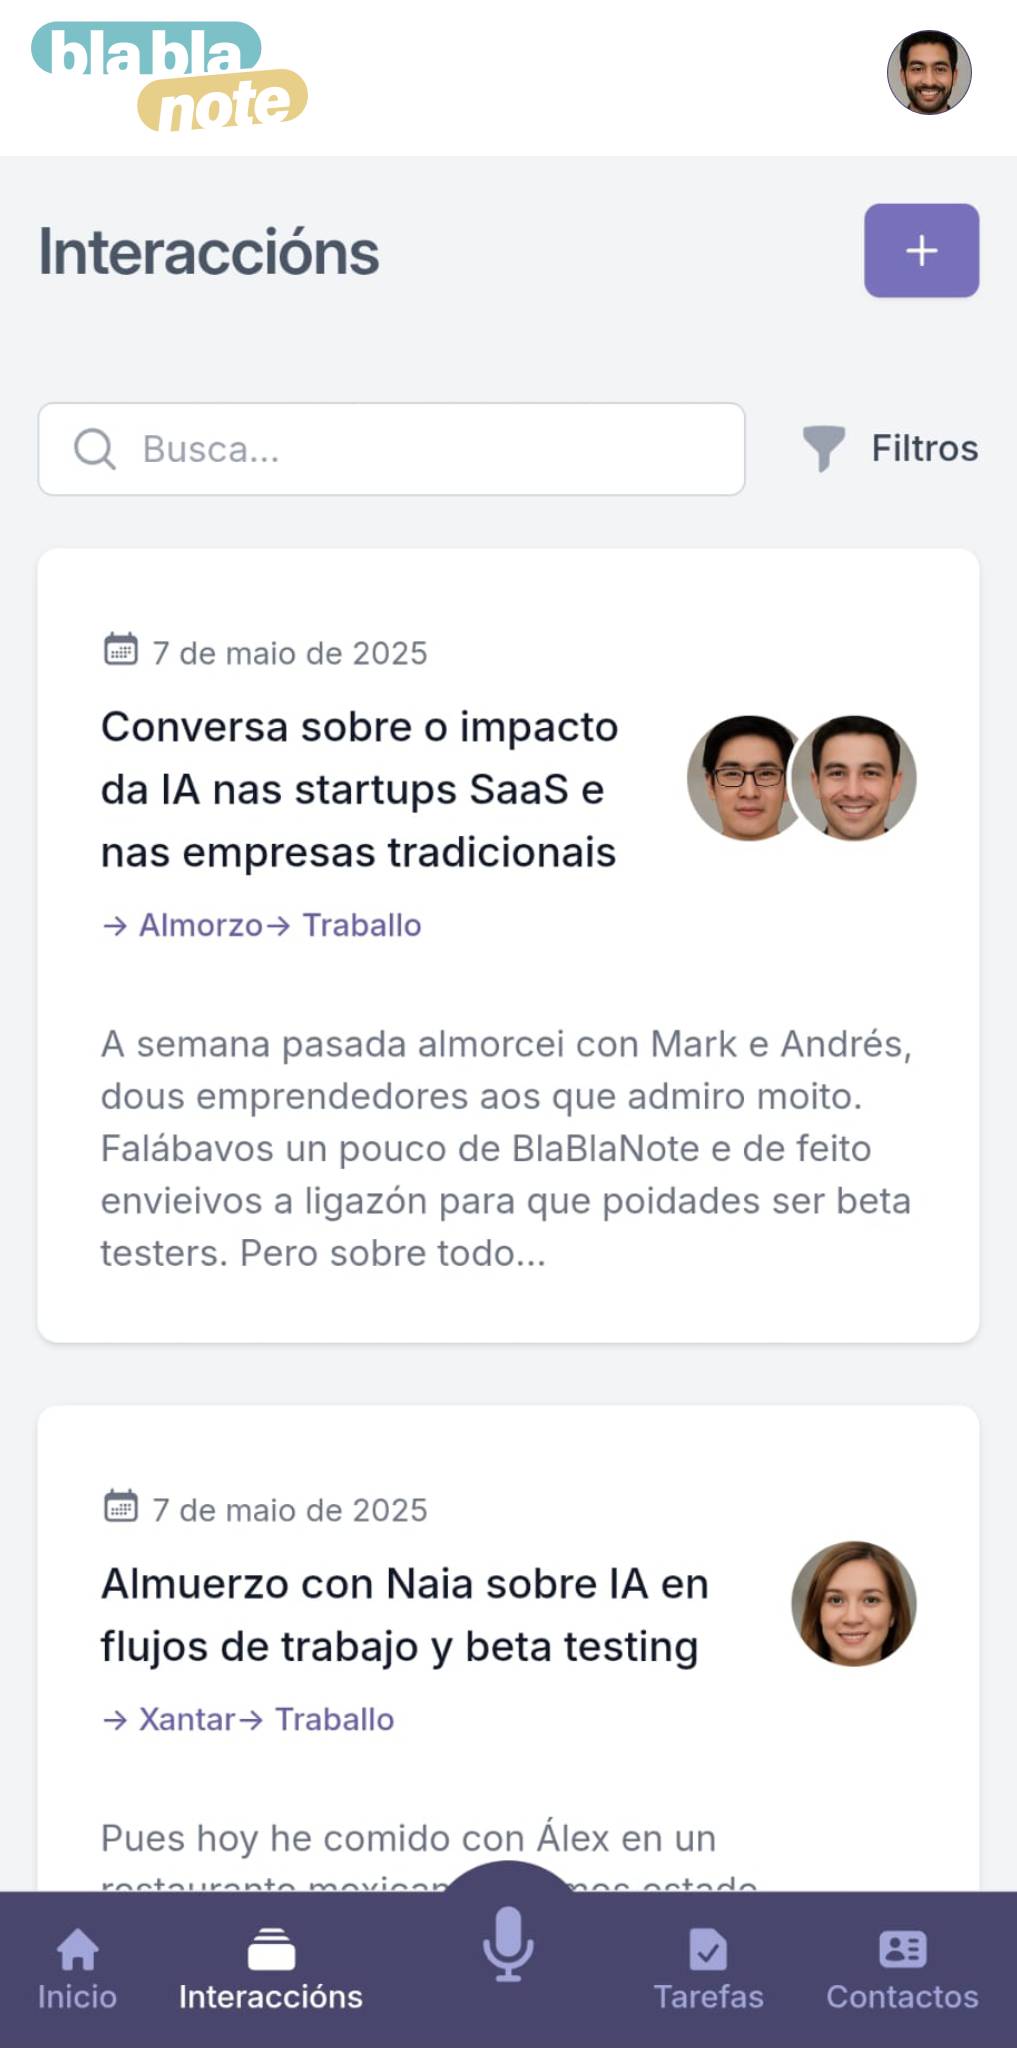 bla bla
note
Interaccións
Busca...
Filtros
7 de maio de 2025
Conversa sobre o impacto
da IA nas startups SaaS e
nas empresas tradicionais
→ Almorzo→ Traballo
A semana pasada almorcei con Mark e Andrés,
dous emprendedores aos que admiro moito.
Falábavos un pouco de BlaBlaNote e de feito
envieivos a ligazón para que poidades ser beta
testers. Pero sobre todo...
7 de maio de 2025
Almuerzo con Naia sobre IA en
flujos de trabajo y beta testing
→ Xantar→ Traballo
Pues hoy he comido con Álex en un
Inicio
Interaccións
Tarefas
Contactos